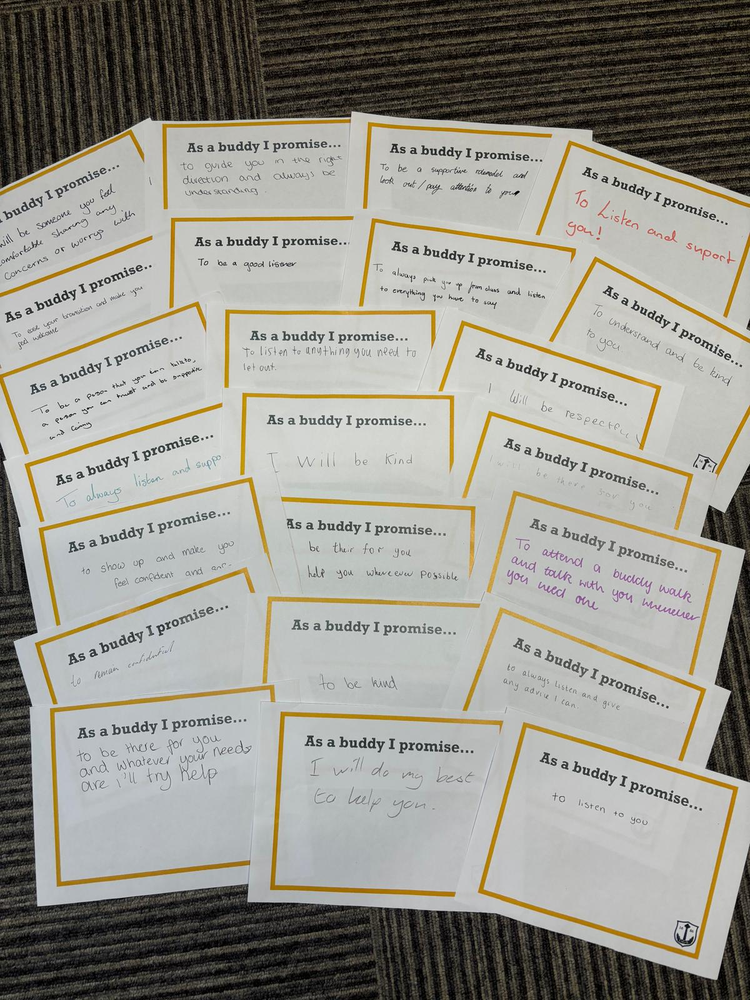 buddy I promise...
will be someone you feel
comfortable sharing any
concerns or worrys with
As a buddy I promise...
to guide you in the right
direction and always be
understanding.
As a buddy I promise...
To be a supportive rolemodel and
look out/pay attention to you
As a buddy I promise...
To Listen and suport
you!
As a buddy I promise..
To ease your transition and make you
feel welcome
As a buddy I promise..
To be a good listner
As a buddy I promise...
To always pick you up from class and listen
to everything you have to say
As a buddy I promise...
To understand and be kind
to you.
As a buddy I promise...
To be a person that you can talk to,
a person you can trust and be supportive
and caring
As a buddy I promise...
To listen to anything you need to
let out.
As a buddy I promise...
I will be respectful
As a buddy I promise...
To always listen and suppo
As a buddy I promise...
I will be kind
As a buddy I promise...
I will be there for you
As a buddy I promise...
to show up and make you
feel confident and
As a buddy I promise...
be their for you
help you whereever possible
As a buddy I promise...
To attend a buddy walk
and talk with you whenever
you need one
As a buddy I promise...
to remain confidential
As a buddy I promise...
to be kind
As a buddy I promise...
to always listen and give
any advice I can.
As a buddy I promise...
to be there for you
and whatever your needs
are i'll try help
As a buddy I promise...
I will do my best
to help you.
As a buddy I promise...
to listen to you
16 86